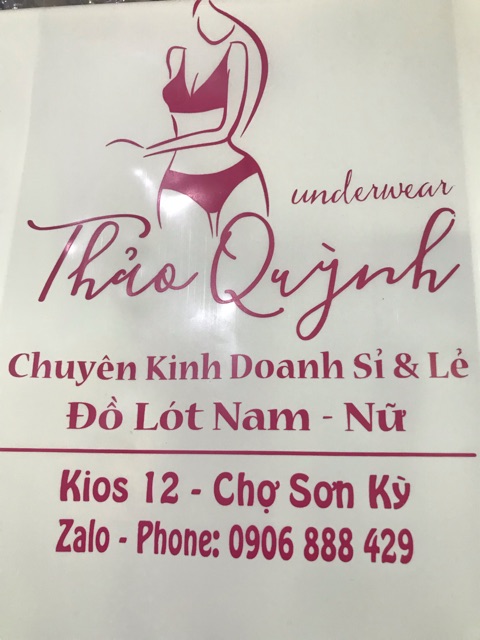 underwear
Thảo Quỳnh
Chuyên Kinh Doanh Sỉ & Lẻ
Đồ Lót Nam - Nữ
Kios 12 - Chợ Sơn Kỳ
Zalo - Phone: 0906 888 429